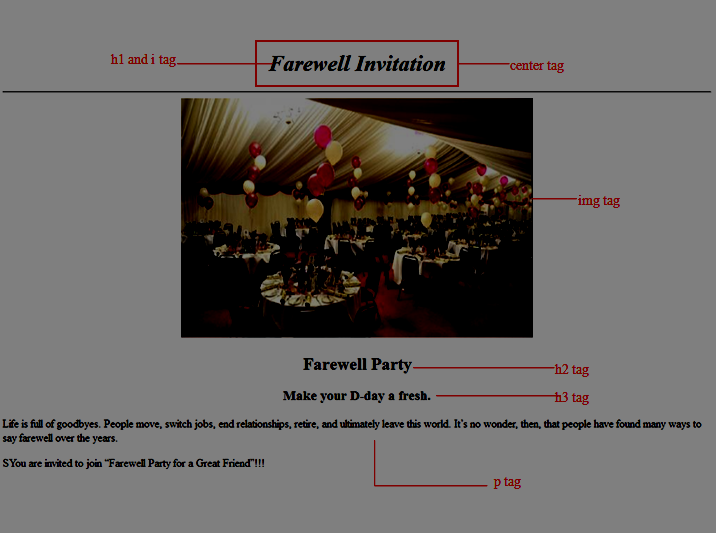 h1 and i tag Farewell Invitation center tag
img tag
Farewell Party h2 tag
Make your D-day a fresh. h3 tag
Life is full of goodbyes. People move, switch jobs, end relationships, retire, and ultimately leave this world. It's no wonder, then, that people have found many ways to
say farewell over the years.
SYou are invited to join “Farewell Party for a Great Friend”!!!
p tag